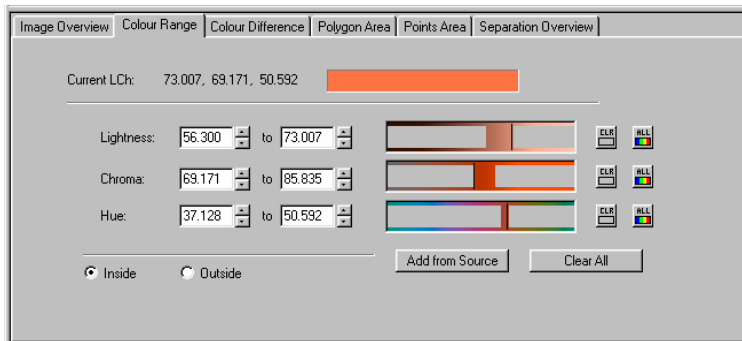 Image Overview Colour Range Colour Difference Polygon Area Points Area Separation Overview
Current LCh: 73.007, 69.171, 50.592
Lightness: 56.300 to 73.007 CLR ALL
Chroma: 69.171 to 85.835 CLR ALL
Hue: 37.128 to 50.592 CLR ALL
Inside Outside Add from Source Clear All